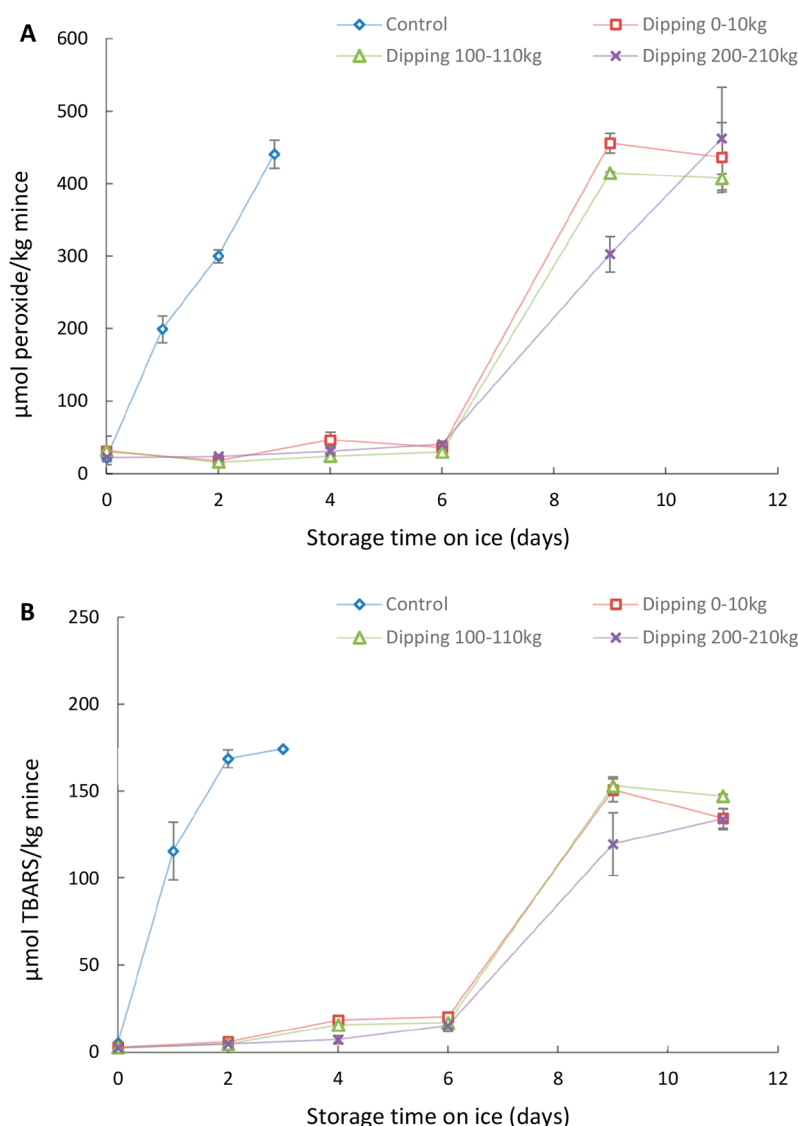 A
Control
Dipping 0-10kg
Dipping 100-110kg
Dipping 200-210kg
600
500
400
300
200
100
0
μmol peroxide/kg mince
0 2 4 6 8 10 12
Storage time on ice (days)
B
Control
Dipping 0-10kg
Dipping 100-110kg
Dipping 200-210kg
250
200
150
100
50
0
μmol TBARS/kg mince
0 2 4 6 8 10 12
Storage time on ice (days)